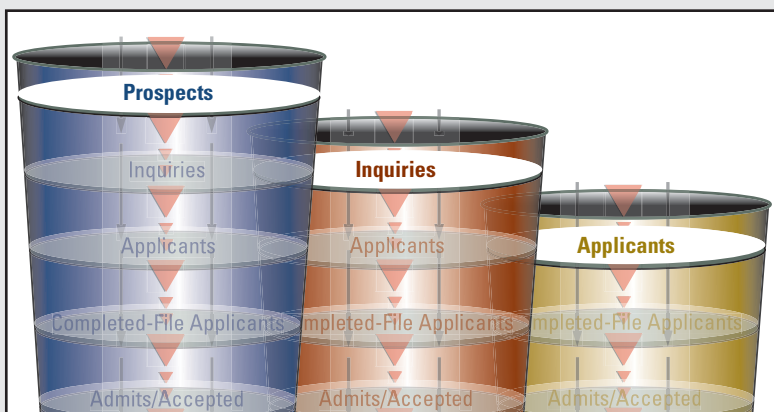 Prospects
Inquiries
Applicants
Completed-File Applicants
Admits/Accepted
Inquiries
Applicants
mpleted-File Applicants
Admits/Accepted
Applicants
mpleted-File Applicants
Admits/Accepted